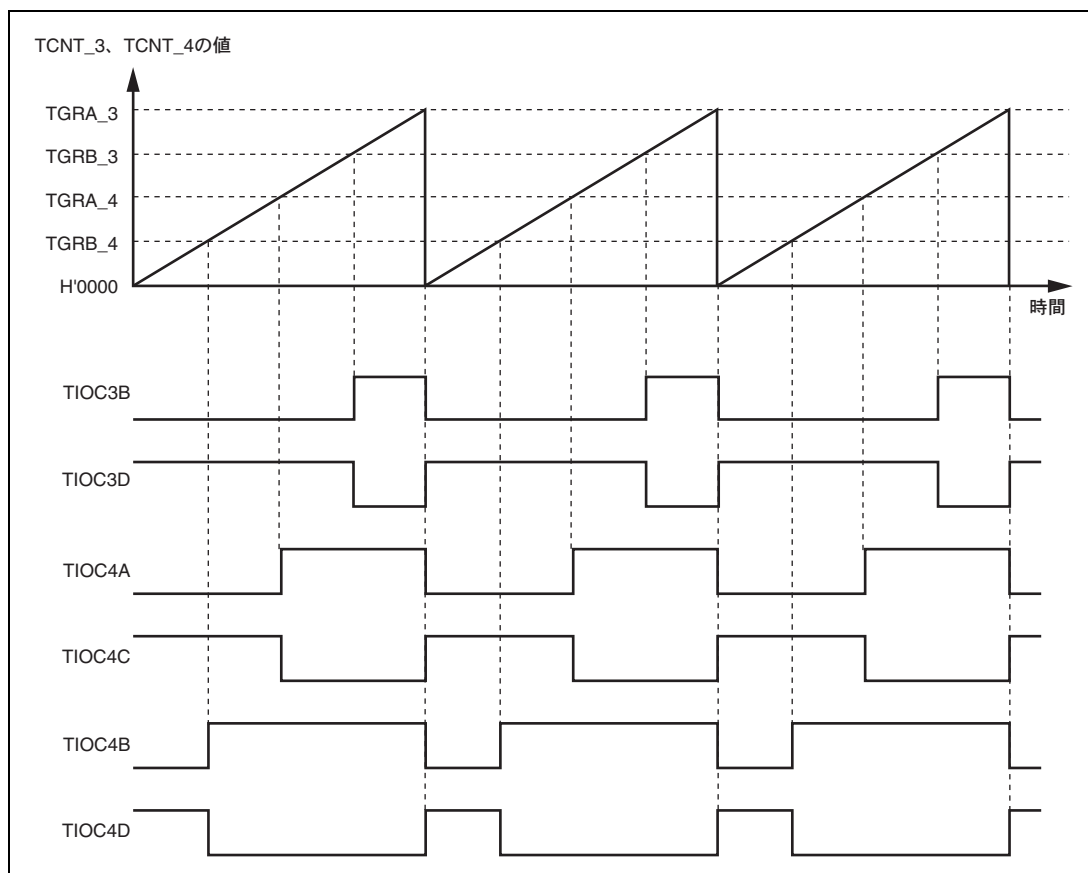 TCNT_3、TCNT_4の値
TGRA_3
TGRB_3
TGRA_4
TGRB_4
H'0000
時間
TIOC3B
TIOC3D
TIOC4A
TIOC4C
TIOC4B
TIOC4D